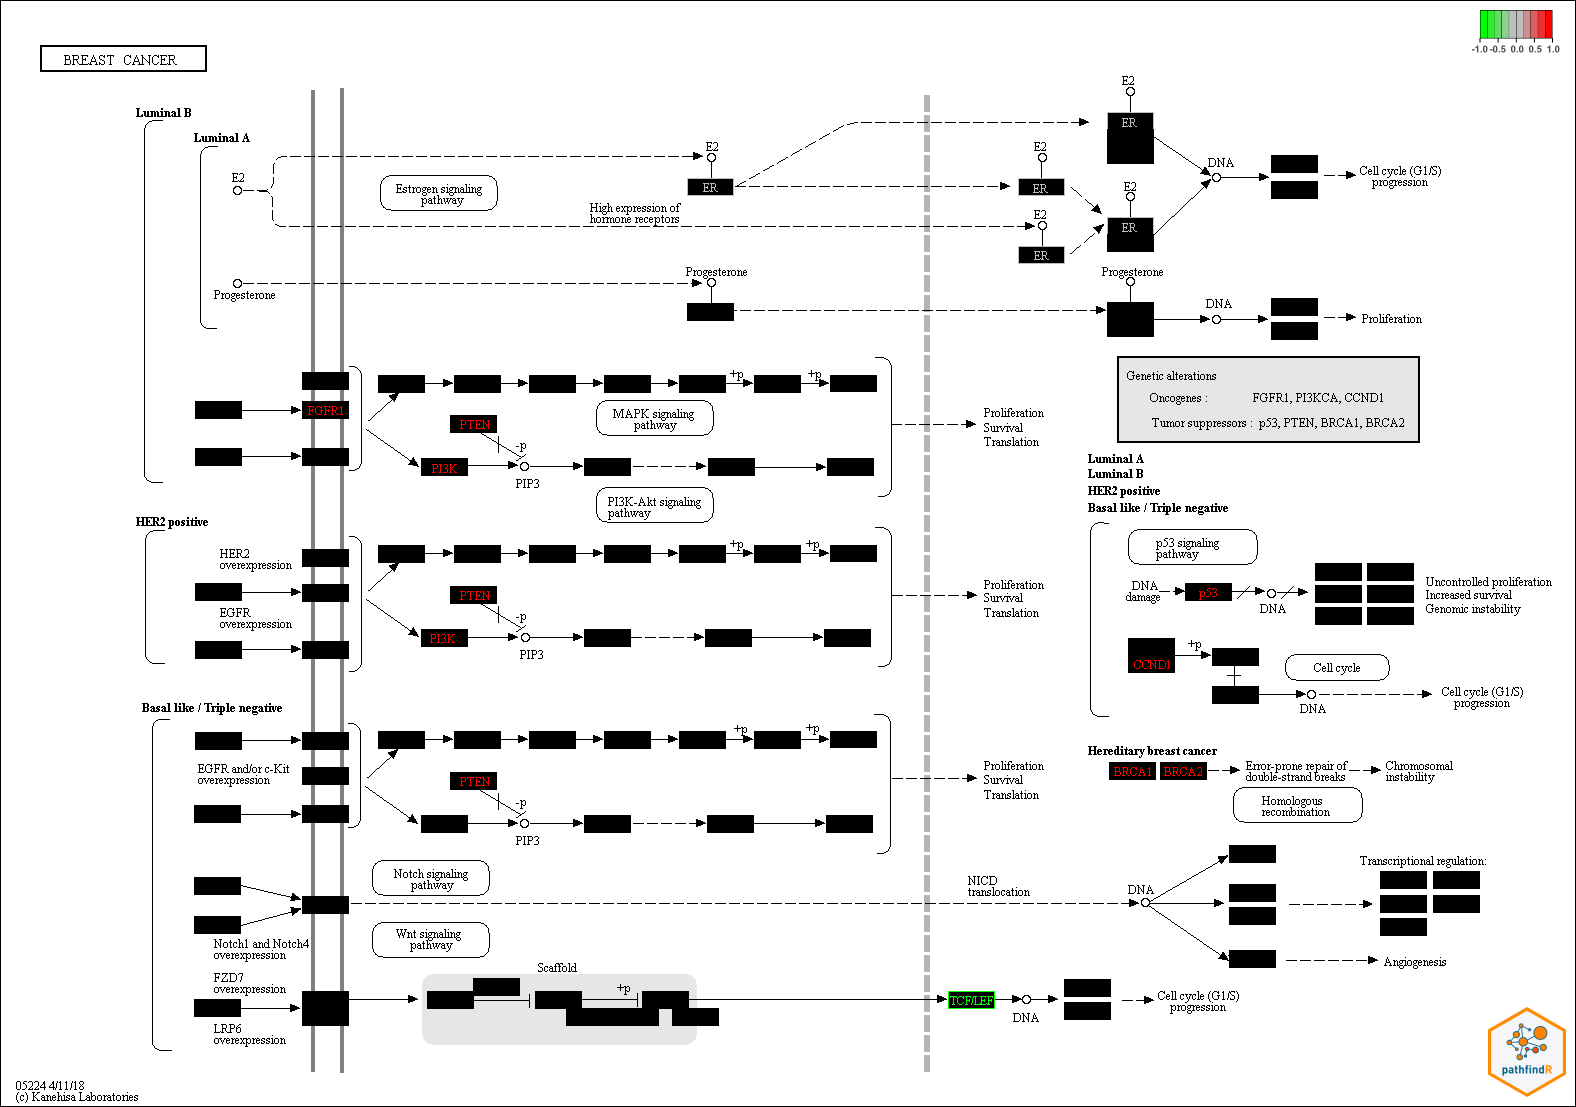 BREAST CANCER
-1.0 -0.5 0.0 0.5 1.0
Luminal B
Luminal A
E2
E2
E2
E2
E2
E2
ER
ER
ER
ER
ER
DNA
Cell cycle (G1/S)
progression
Estrogen signaling
pathway
High expression of
hormone receptors
Progesterone
Progesterone
Progesterone
DNA
Proliferation
FGFR1
+p
+p
MAPK signaling
pathway
PTEN
-p
PI3K
PIP3
PI3K-Akt signaling
pathway
Proliferation
Survival
Translation
Genetic alterations
Oncogenes : FGFR1, PI3KCA, CCND1
Tumor suppressors : p53, PTEN, BRCA1, BRCA2
HER2 positive
HER2
overexpression
EGFR
overexpression
+p
+p
PTEN
-p
PI3K
PIP3
Proliferation
Survival
Translation
Luminal A
Luminal B
HER2 positive
Basal like / Triple negative
p53 signaling
pathway
DNA
damage
p53
DNA
Uncontrolled proliferation
Increased survival
Genomic instability
CCND1
+p
Cell cycle
DNA
Cell cycle (G1/S)
progression
Basal like / Triple negative
EGFR and/or c-Kit
overexpression
+p
+p
PTEN
-p
PIP3
Proliferation
Survival
Translation
Hereditary breast cancer
BRCA1
BRCA2
Error-prone repair of
double-strand breaks
Chromosomal
instability
Homologous
recombination
Notch signaling
pathway
NICD
translocation
DNA
Transcriptional regulation:
Angiogenesis
Notch1 and Notch4
overexpression
Wnt signaling
pathway
FZD7
overexpression
LRP6
overexpression
Scaffold
+p
TCF/LEF
DNA
Cell cycle (G1/S)
progression
05224 4/11/18
(c) Kanehisa Laboratories
pathfindR